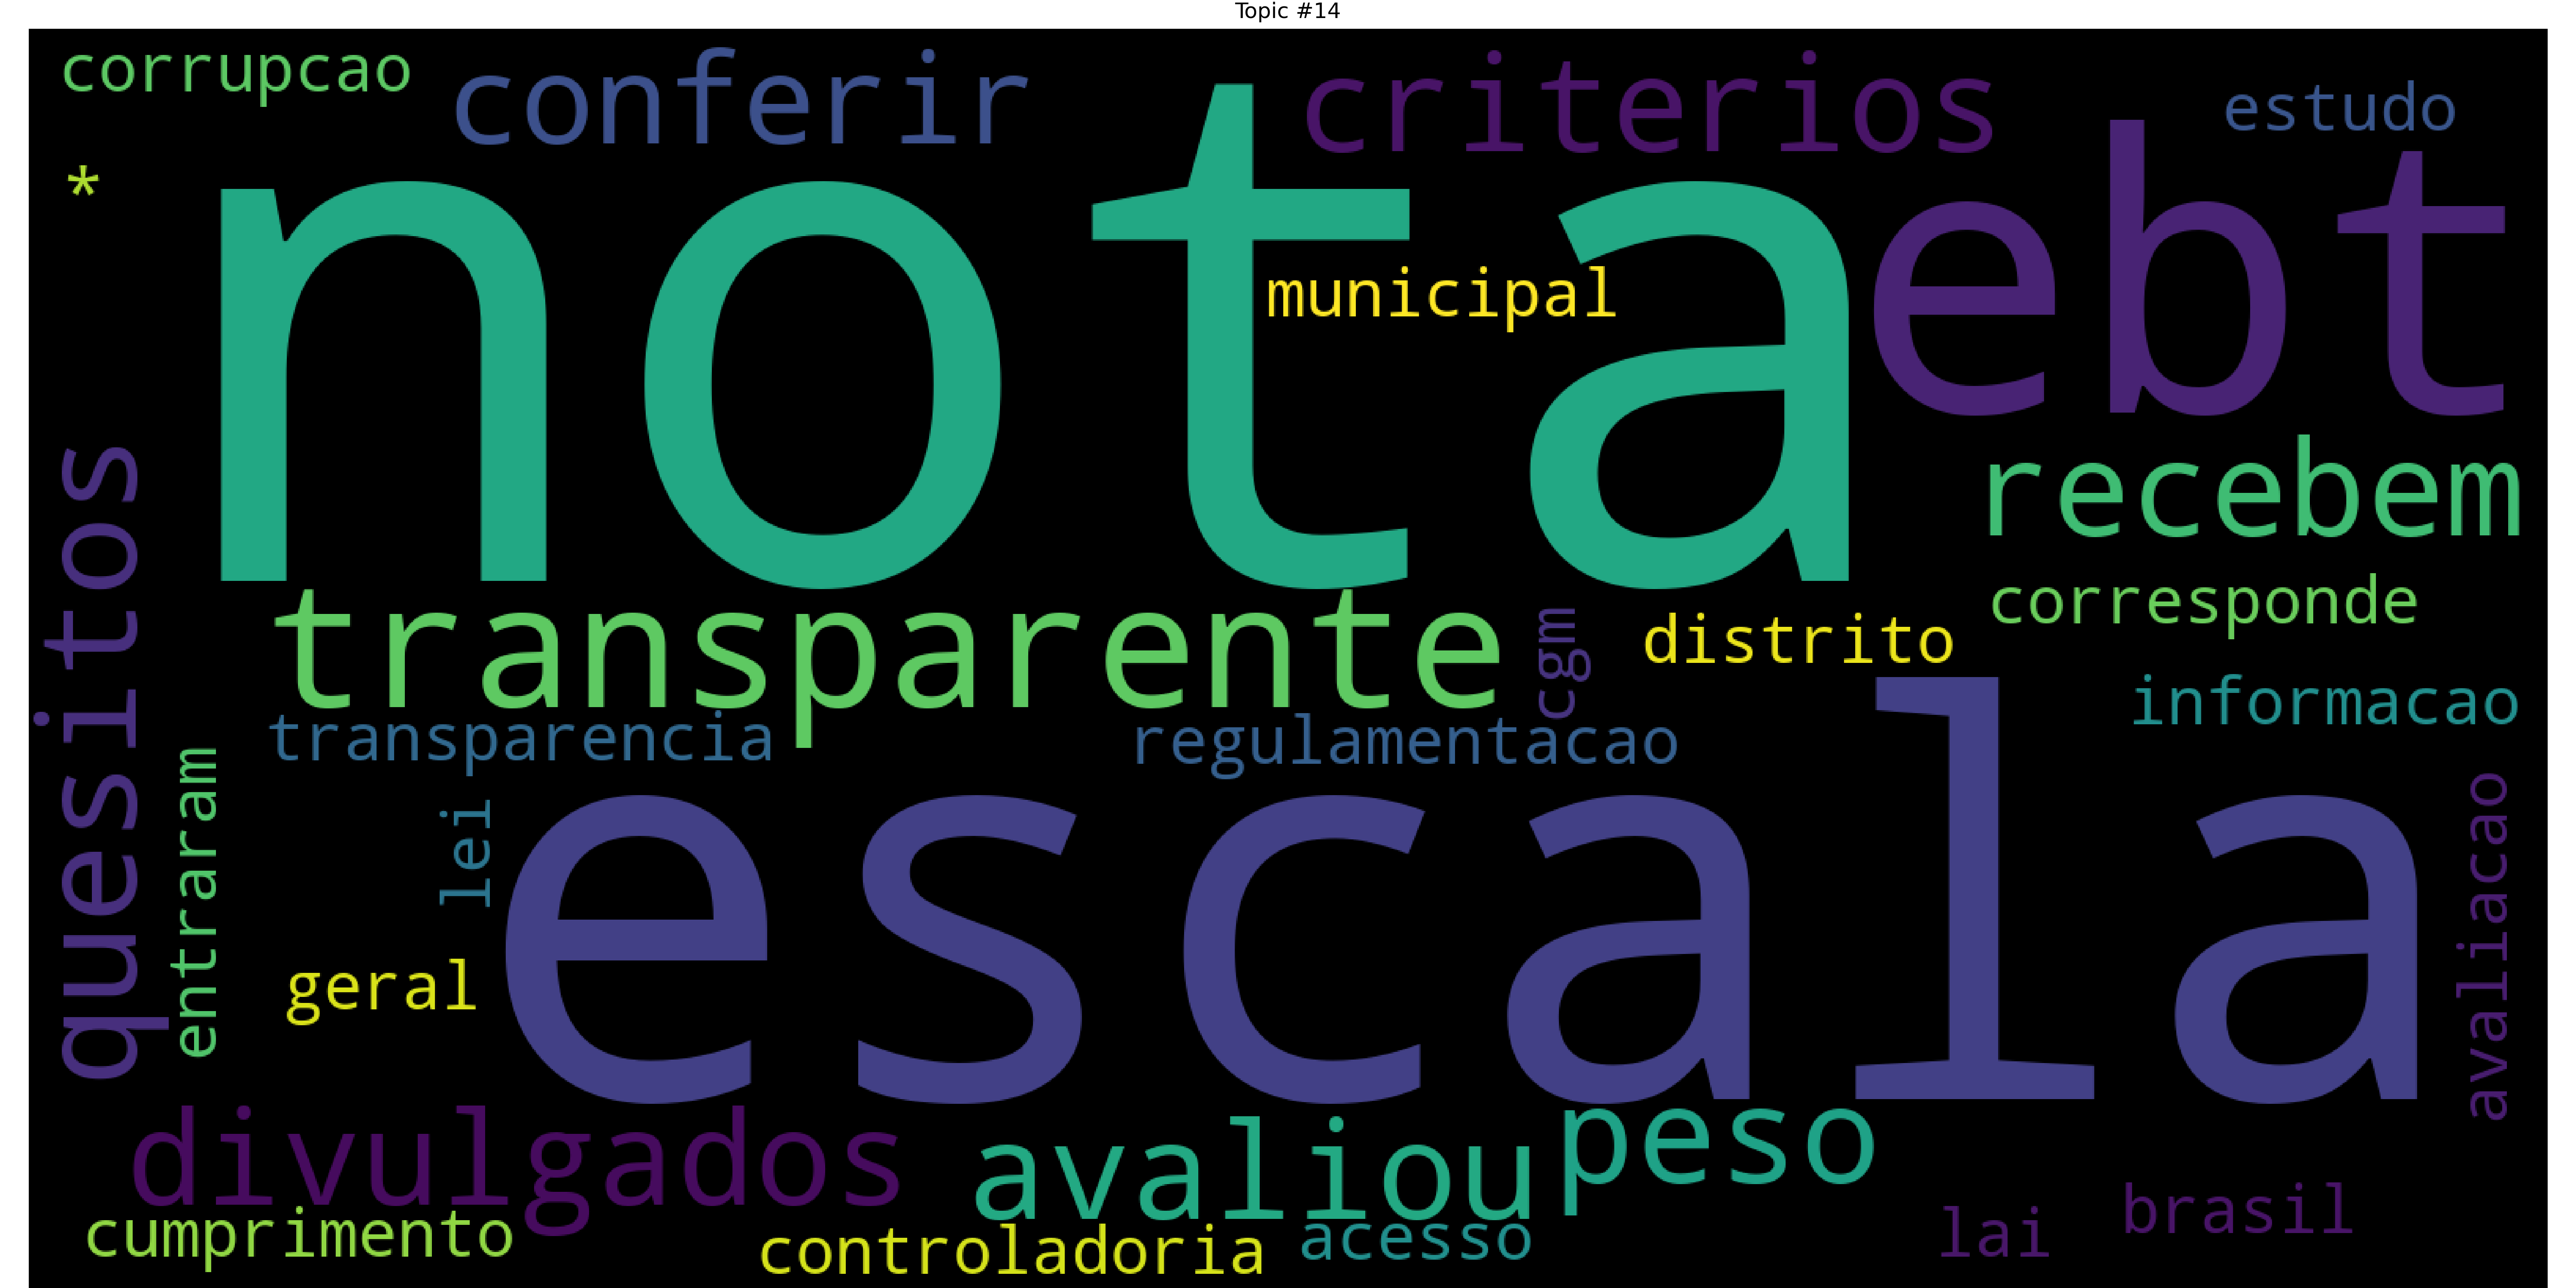 Topic #14
corrupcao
conferir
criterios
estudo
*
nota
ebt
municipal
recebem
quesitos
transparente
cgm
distrito
corresponde
transparencia
regulamentacao
informacao
entraram
lei
escala
avaliacao
geral
divulgados
avaliou
peso
cumprimento
controladoria
acesso
lai
brasil